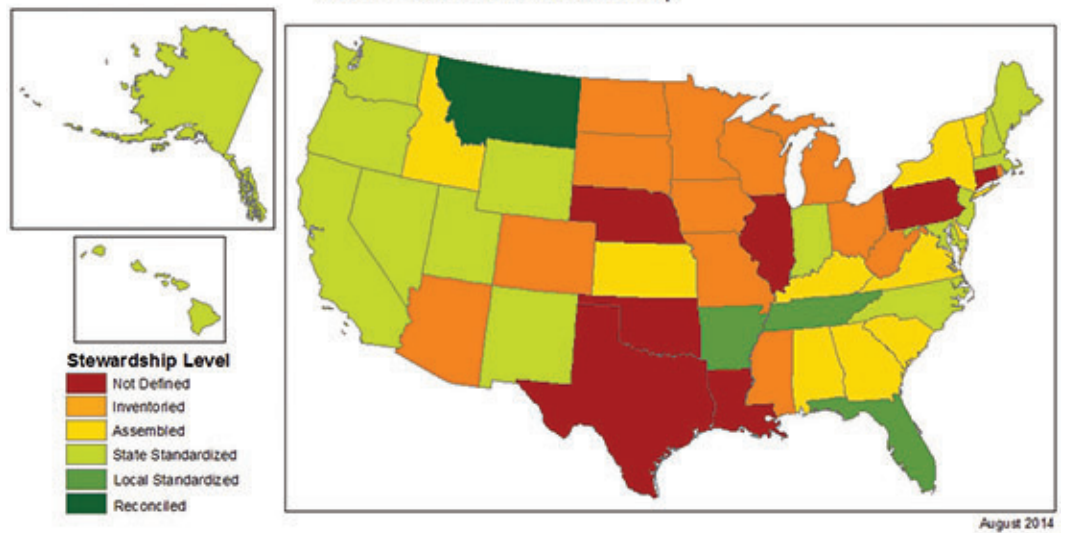 Stewardship Level
Not Defined
Inventoried
Assembled
State Standardized
Local Standardized
Reconciled
August 2014